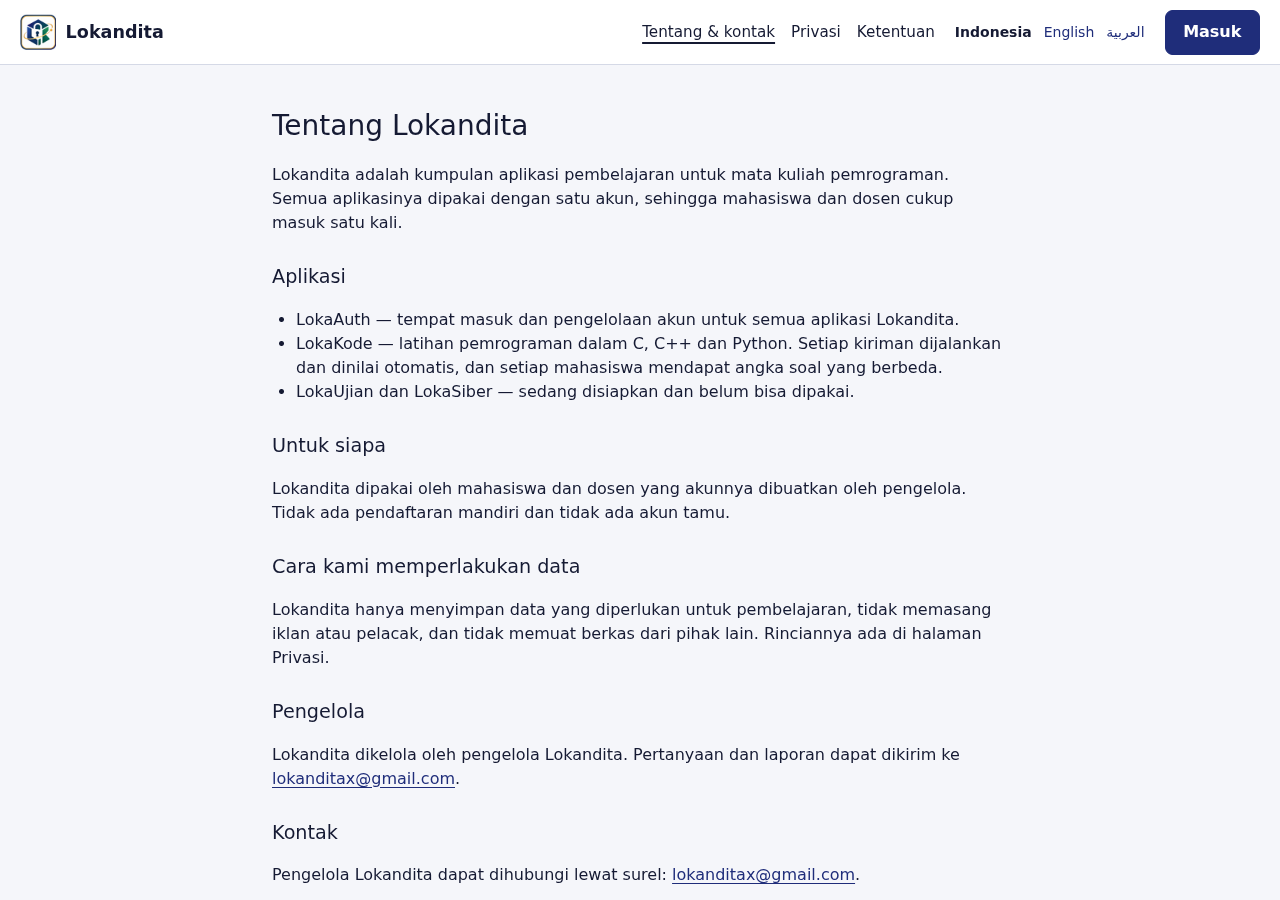 Lokandita
Tentang & kontak
Privasi
Ketentuan
Indonesia
English
العربية
Masuk
Tentang Lokandita
Lokandita adalah kumpulan aplikasi pembelajaran untuk mata kuliah pemrograman.
Semua aplikasinya dipakai dengan satu akun, sehingga mahasiswa dan dosen cukup
masuk satu kali.
Aplikasi
• LokaAuth — tempat masuk dan pengelolaan akun untuk semua aplikasi Lokandita.
• LokaKode — latihan pemrograman dalam C, C++ dan Python. Setiap kiriman dijalankan
dan dinilai otomatis, dan setiap mahasiswa mendapat angka soal yang berbeda.
• LokaUjian dan LokaSiber — sedang disiapkan dan belum bisa dipakai.
Untuk siapa
Lokandita dipakai oleh mahasiswa dan dosen yang akunnya dibuatkan oleh pengelola.
Tidak ada pendaftaran mandiri dan tidak ada akun tamu.
Cara kami memperlakukan data
Lokandita hanya menyimpan data yang diperlukan untuk pembelajaran, tidak memasang
iklan atau pelacak, dan tidak memuat berkas dari pihak lain. Rinciannya ada di halaman
Privasi.
Pengelola
Lokandita dikelola oleh pengelola Lokandita. Pertanyaan dan laporan dapat dikirim ke
lokanditax@gmail.com.
Kontak
Pengelola Lokandita dapat dihubungi lewat surel: lokanditax@gmail.com.